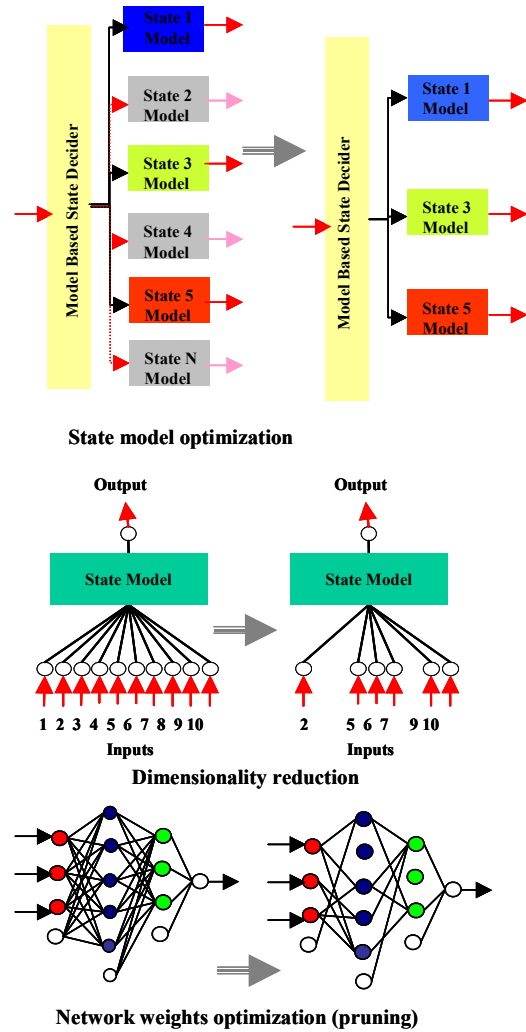 State 1
Model
State 2
Model
State 3
Model
State 4
Model
State 5
Model
State N
Model
Model Based State Decider
State 1
Model
State 3
Model
State 5
Model
Model Based State Decider
State model optimization
Output
Output
State Model
State Model
1 2 3 4 5 6 7 8 9 10
2 5 6 7 9 10
Inputs
Inputs
Dimensionality reduction
Network weights optimization (pruning)